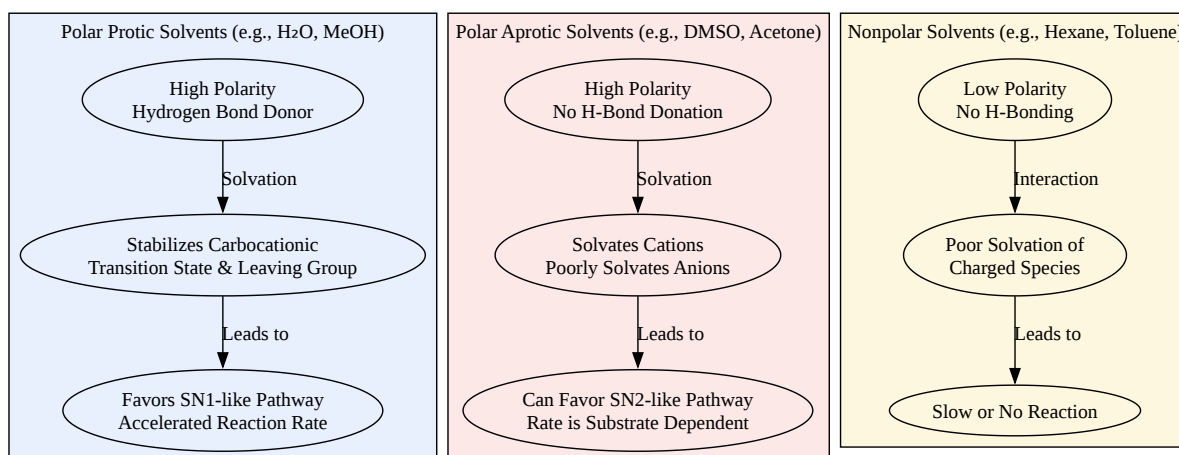 Polar Protic Solvents (e.g., H₂O, MeOH)
High Polarity
Hydrogen Bond Donor
Solvation
Stabilizes Carbocationic
Transition State & Leaving Group
Leads to
Favors SN1-like Pathway
Accelerated Reaction Rate
Polar Aprotic Solvents (e.g., DMSO, Acetone)
High Polarity
No H-Bond Donation
Solvation
Solvates Cations
Poorly Solvates Anions
Leads to
Can Favor SN2-like Pathway
Rate is Substrate Dependent
Nonpolar Solvents (e.g., Hexane, Toluene)
Low Polarity
No H-Bonding
Interaction
Poor Solvation of
Charged Species
Leads to
Slow or No Reaction